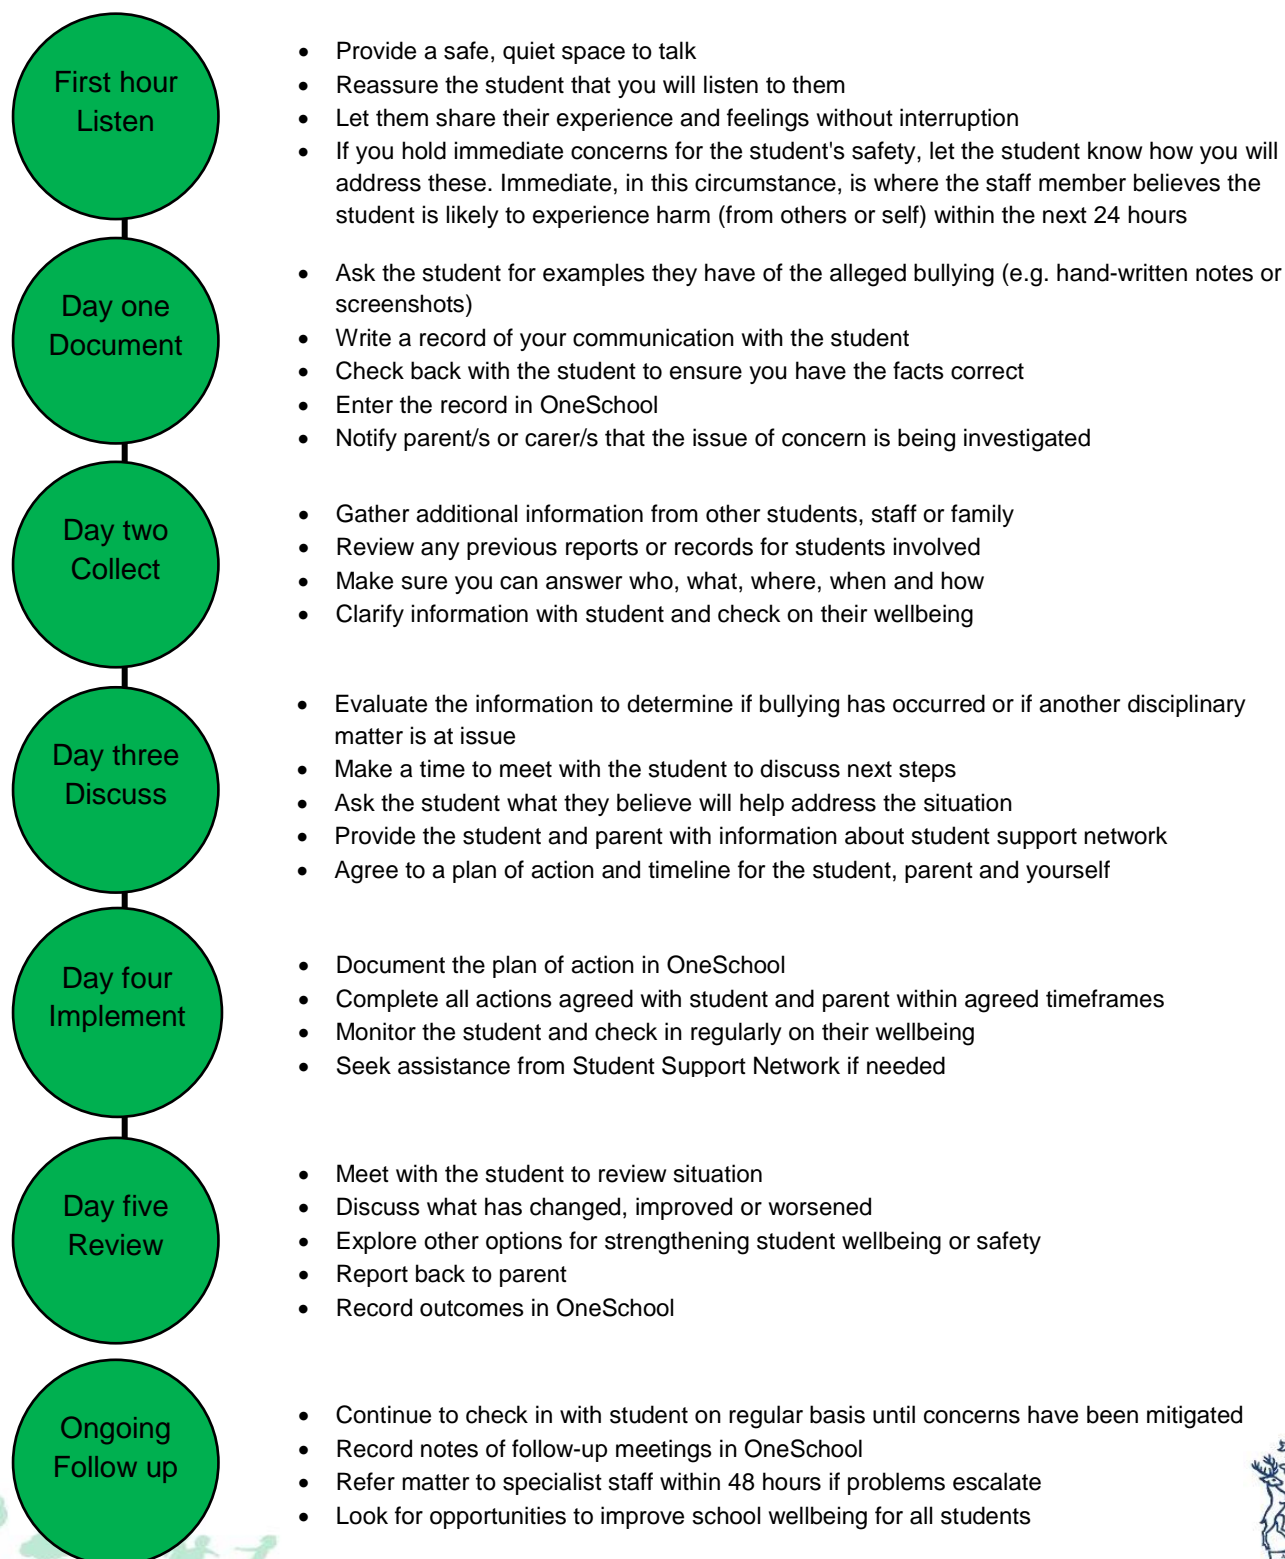 First hour
Listen
• Provide a safe, quiet space to talk
• Reassure the student that you will listen to them
• Let them share their experience and feelings without interruption
• If you hold immediate concerns for the student's safety, let the student know how you will
address these. Immediate, in this circumstance, is where the staff member believes the
student is likely to experience harm (from others or self) within the next 24 hours
Day one
Document
• Ask the student for examples they have of the alleged bullying (e.g. hand-written notes or
screenshots)
• Write a record of your communication with the student
• Check back with the student to ensure you have the facts correct
• Enter the record in OneSchool
• Notify parent/s or carer/s that the issue of concern is being investigated
Day two
Collect
• Gather additional information from other students, staff or family
• Review any previous reports or records for students involved
• Make sure you can answer who, what, where, when and how
• Clarify information with student and check on their wellbeing
Day three
Discuss
• Evaluate the information to determine if bullying has occurred or if another disciplinary
matter is at issue
• Make a time to meet with the student to discuss next steps
• Ask the student what they believe will help address the situation
• Provide the student and parent with information about student support network
• Agree to a plan of action and timeline for the student, parent and yourself
Day four
Implement
• Document the plan of action in OneSchool
• Complete all actions agreed with student and parent within agreed timeframes
• Monitor the student and check in regularly on their wellbeing
• Seek assistance from Student Support Network if needed
Day five
Review
• Meet with the student to review situation
• Discuss what has changed, improved or worsened
• Explore other options for strengthening student wellbeing or safety
• Report back to parent
• Record outcomes in OneSchool
Ongoing
Follow up
• Continue to check in with student on regular basis until concerns have been mitigated
• Record notes of follow-up meetings in OneSchool
• Refer matter to specialist staff within 48 hours if problems escalate
• Look for opportunities to improve school wellbeing for all students